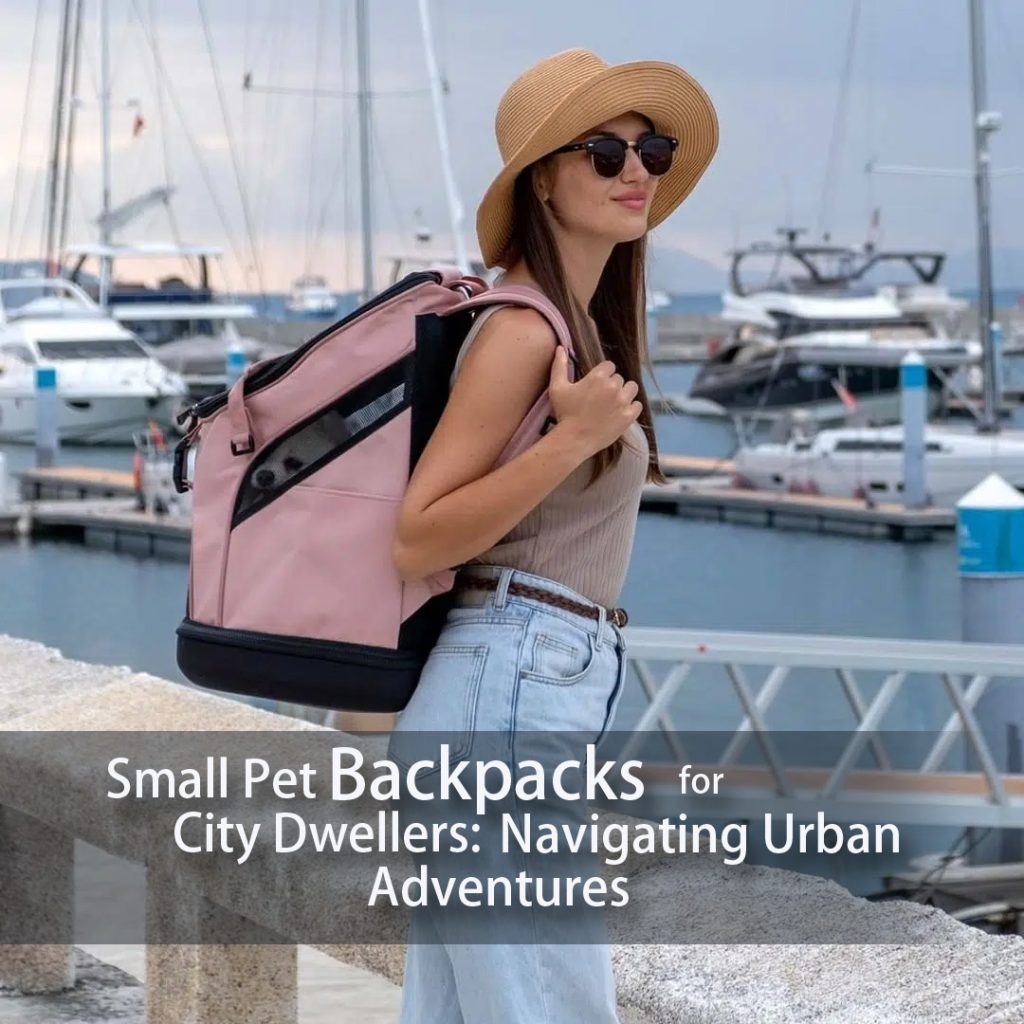 Small Pet Backpacks for
City Dwellers: Navigating Urban
Adventures